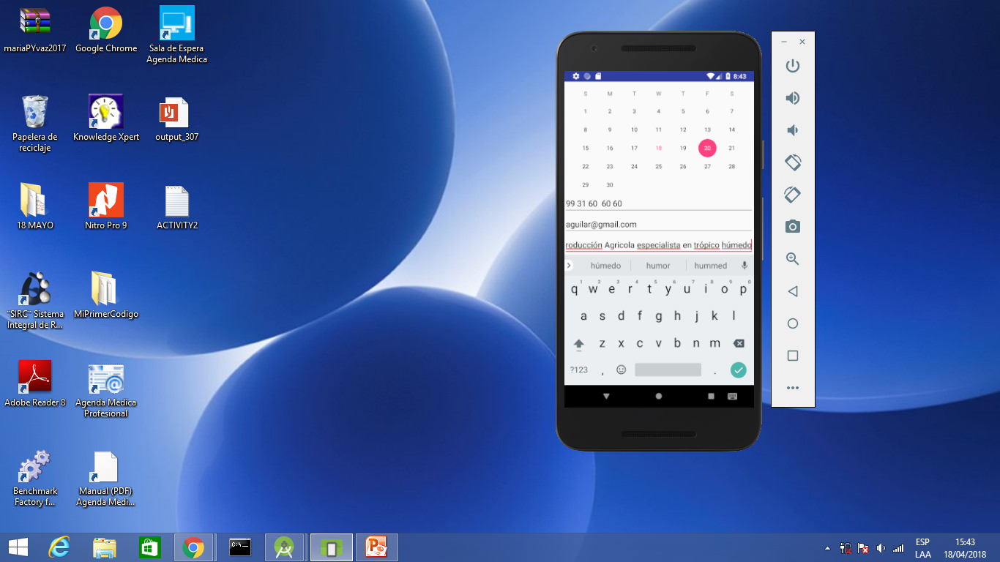 mariaPYvaz2017
Google Chrome
Sala de Espera
Agenda Medica
Papelera de
reciclaje
Knowledge Xpert
output_307
18 MAYO
Nitro Pro 9
ACTIVITY2
¨SIRC¨ Sistema
Integral de R...
MiPrimerCodigo
Adobe Reader 8
Agenda Medica
Profesional
Benchmark
Factory f...
Manual (PDF)
Agenda Medi...
8:43
S M T W T F S
1 2 3 4 5 6 7
8 9 10 11 12 13 14
15 16 17 18 19 20 21
22 23 24 25 26 27 28
29 30
99 31 60 60 60
aguilar@gmail.com
roducción Agricola especialista en trópico húmedo
húmedo humor hummed
1 2 3 4 5 6 7 8 9 0
q w e r t y u i o p
a s d f g h j k l
z x c v b n m
?123 , .
C:\_
ESP
LAA
15:43
18/04/2018